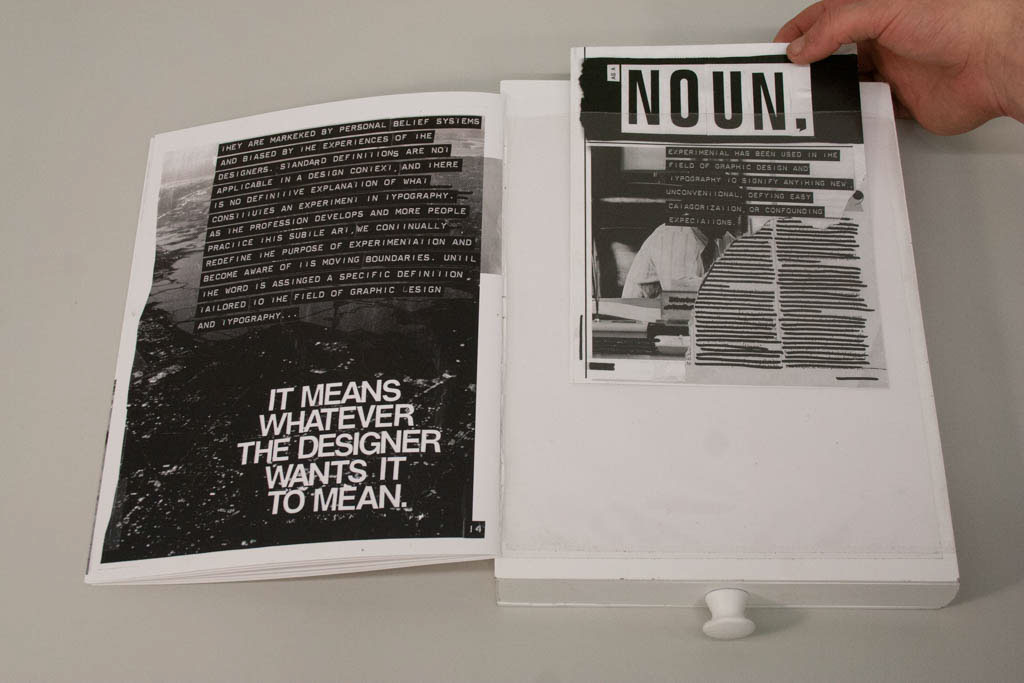 THEY ARE MARKEKED BY PERSONAL BELIEF SYSTEMS
AND BIASED BY THE EXPERIENCES OF THE
DESIGNERS. STANDARD DEFINITIONS ARE NOT
APPLICABLE IN A DESIGN CONTEXT, AND THERE
IS NO DEFINITIVE EXPLANATION OF WHAT
CONSTITUTES AN EXPERIMENT IN TYPOGRAPHY.
AS THE PROFESSION DEVELOPS AND MORE PEOPLE
PRACTICE THIS SUBTLE ART, WE CONTINUALLY
REDEFINE THE PURPOSE OF EXPERIMENTATION AND
BECOME AWARE OF ITS MOVING BOUNDARIES. UNTIL
THE WORD IS ASSINGED A SPECIFIC DEFINITION,
TAILORED TO THE FIELD OF GRAPHIC DESIGN
AND TYPOGRAPHY...
IT MEANS
WHATEVER
THE DESIGNER
WANTS IT
TO MEAN.
14
AS A
NOUN,
EXPERIMENTAL HAS BEEN USED IN THE
FIELD OF GRAPHIC DESIGN AND
TYPOGRAPHY TO SIGNIFY ANYTHING NEW,
UNCONVENTIONAL, DEFYING EASY
CATAGORIZATION, OR CONFOUNDING
EXPECTATIONS.